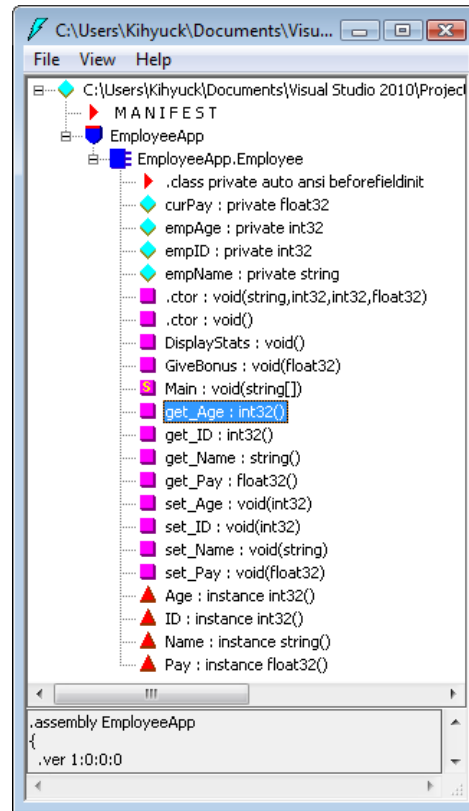 C:\Users\Kihyuck\Documents\Visu...
File View Help
C:\Users\Kihyuck\Documents\Visual Studio 2010\Project
M A N I F E S T
EmployeeApp
EmployeeApp.Employee
.class private auto ansi beforefieldinit
curPay : private float32
empAge : private int32
empID : private int32
empName : private string
.ctor : void(string,int32,int32,float32)
.ctor : void()
DisplayStats : void()
GiveBonus : void(float32)
S Main : void(string[])
get_Age : int32()
get_ID : int32()
get_Name : string()
get_Pay : float32()
set_Age : void(int32)
set_ID : void(int32)
set_Name : void(string)
set_Pay : void(float32)
Age : instance int32()
ID : instance int32()
Name : instance string()
Pay : instance float32()
.assembly EmployeeApp
{
.ver 1:0:0:0